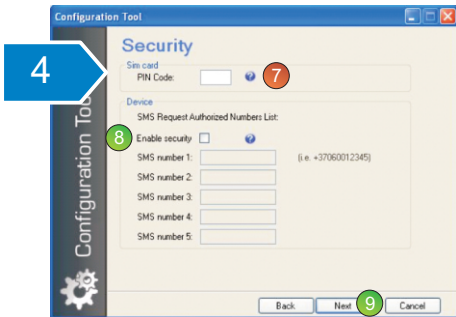 Configuration Tool
4
Security
Sim card
PIN Code:
7
Device
SMS Request Authorized Numbers List:
8
Enable security
SMS number 1:
(i.e. +37060012345)
SMS number 2:
SMS number 3:
SMS number 4:
SMS number 5:
Configuration Tool
Back
Next
9
Cancel